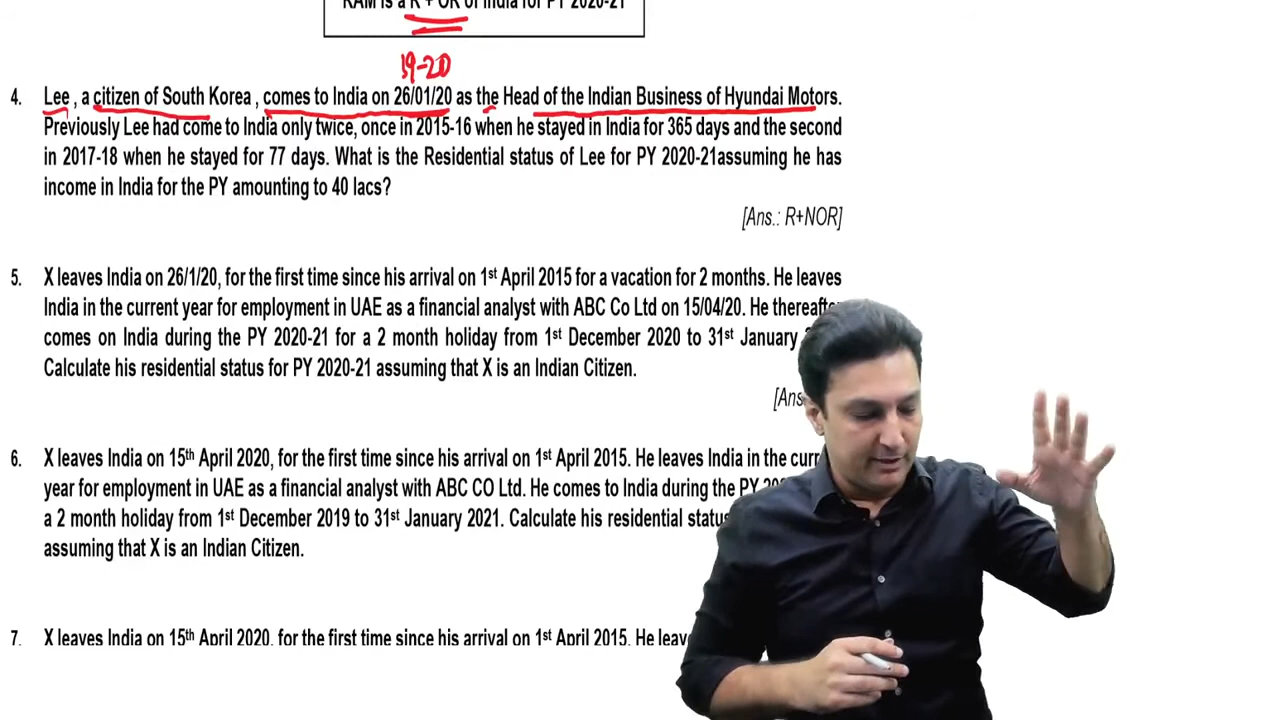 RAM is a R + OR of India for PY 2020-21
19-20
4. Lee , a citizen of South Korea , comes to India on 26/01/20 as the Head of the Indian Business of Hyundai Motors.
Previously Lee had come to India only twice, once in 2015-16 when he stayed in India for 365 days and the second
in 2017-18 when he stayed for 77 days. What is the Residential status of Lee for PY 2020-21assuming he has
income in India for the PY amounting to 40 lacs?
[Ans.: R+NOR]
5. X leaves India on 26/1/20, for the first time since his arrival on 1st April 2015 for a vacation for 2 months. He leaves
India in the current year for employment in UAE as a financial analyst with ABC Co Ltd on 15/04/20. He thereafter
comes on India during the PY 2020-21 for a 2 month holiday from 1st December 2020 to 31st January
Calculate his residential status for PY 2020-21 assuming that X is an Indian Citizen.
[Ans
6. X leaves India on 15th April 2020, for the first time since his arrival on 1st April 2015. He leaves India in the curr
year for employment in UAE as a financial analyst with ABC CO Ltd. He comes to India during the PY
a 2 month holiday from 1st December 2019 to 31st January 2021. Calculate his residential status
assuming that X is an Indian Citizen.
7. X leaves India on 15th April 2020, for the first time since his arrival on 1st April 2015. He leav